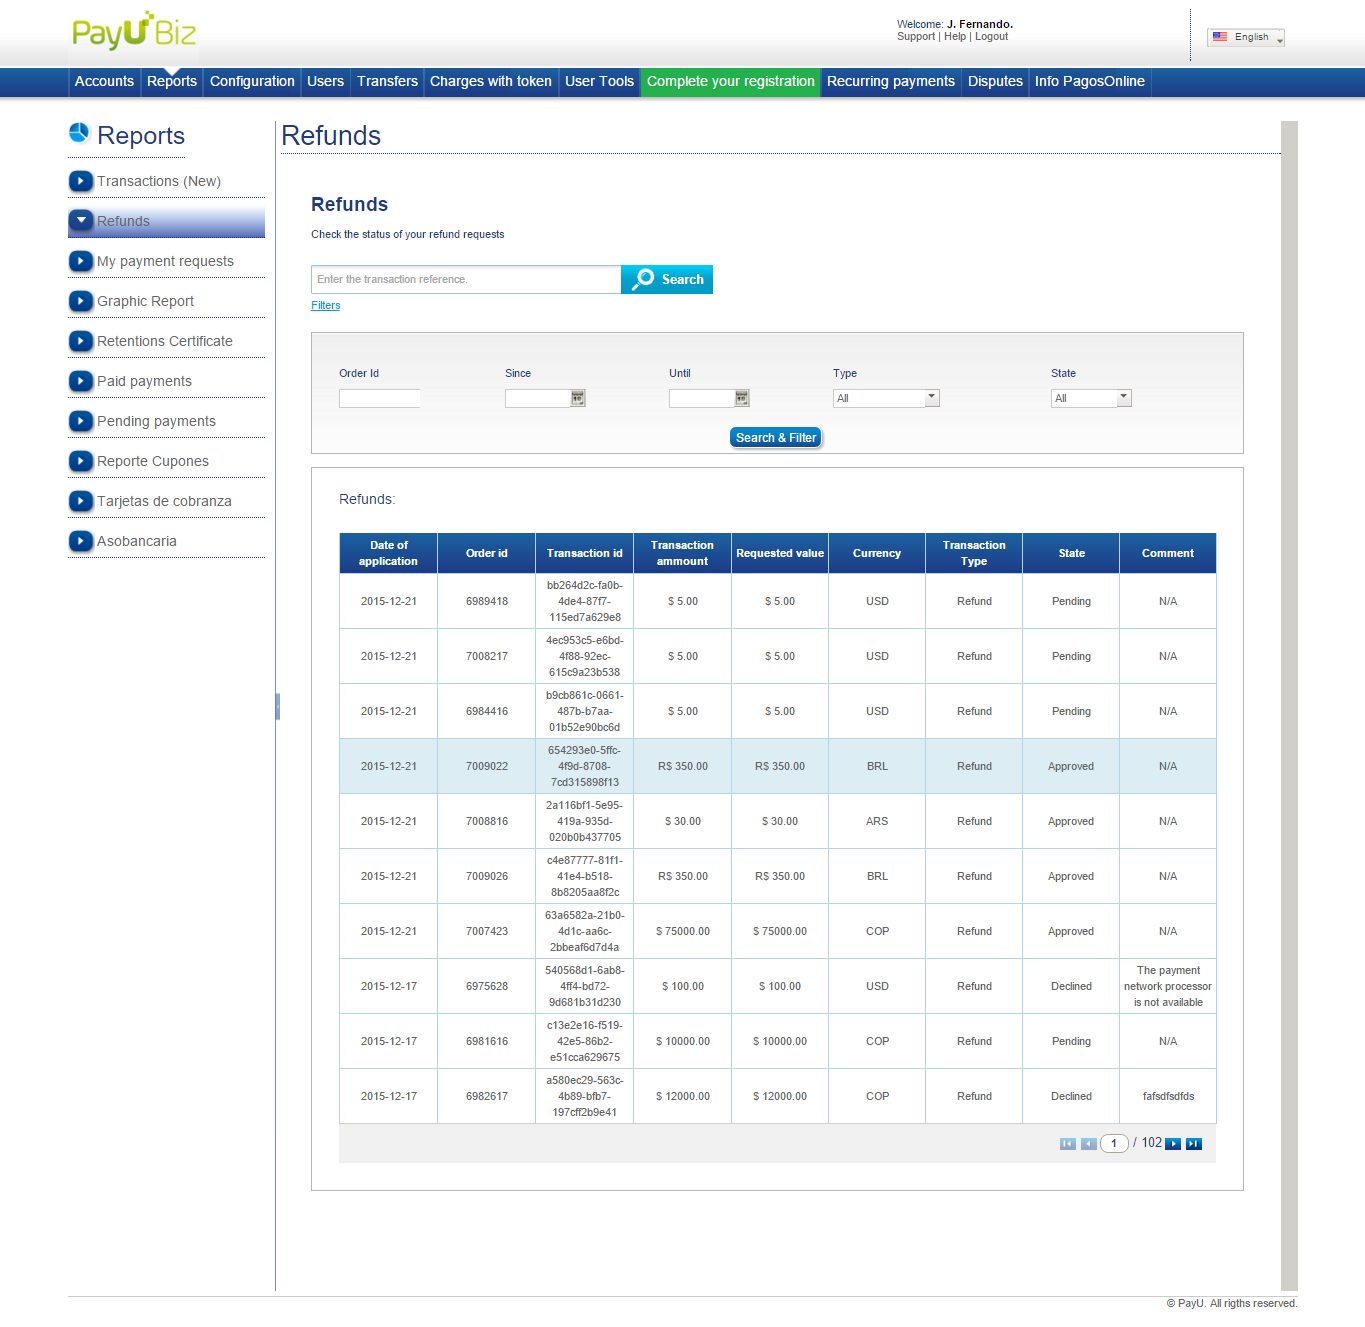 PayU Biz
Welcome: J. Fernando.
Support | Help | Logout
English
Accounts Reports Configuration Users Transfers Charges with token User Tools Complete your registration Recurring payments Disputes Info PagosOnline
Reports
Transactions (New)
Refunds
My payment requests
Graphic Report
Retentions Certificate
Paid payments
Pending payments
Reporte Cupones
Tarjetas de cobranza
Asobancaria
Refunds
Refunds
Check the status of your refund requests
Enter the transaction reference. Search
Filters
Order Id Since Until Type State
All All
Search & Filter
Refunds:
Date of application Order id Transaction id Transaction ammount Requested value Currency Transaction Type State Comment
2015-12-21 6989418 bb264d2c-fa0b-4de4-87f7-115ed7a629e8 $ 5.00 $ 5.00 USD Refund Pending N/A
2015-12-21 7008217 4ec953c5-e6bd-4f88-92ec-615c9a23b538 $ 5.00 $ 5.00 USD Refund Pending N/A
2015-12-21 6984416 b9cb861c-0661-487b-b7aa-01b52e90bc6d $ 5.00 $ 5.00 USD Refund Pending N/A
2015-12-21 7009022 654293e0-5ffc-4f9d-8708-7cd315898f13 R$ 350.00 R$ 350.00 BRL Refund Approved N/A
2015-12-21 7008816 2a116bf1-5e95-419a-935d-020b0b437705 $ 30.00 $ 30.00 ARS Refund Approved N/A
2015-12-21 7009026 c4e87777-81f1-41e4-b518-8b8205aa8f2c R$ 350.00 R$ 350.00 BRL Refund Approved N/A
2015-12-21 7007423 63a6582a-21b0-4d1c-aa6c-2bbeaf6d7d4a $ 75000.00 $ 75000.00 COP Refund Approved N/A
2015-12-17 6975628 540568d1-6ab8-4ff4-bd72-9d681b31d230 $ 100.00 $ 100.00 USD Refund Declined The payment network processor is not available
2015-12-17 6981616 c13e2e16-f519-42e5-86b2-e51cca629675 $ 10000.00 $ 10000.00 COP Refund Pending N/A
2015-12-17 6982617 a580ec29-563c-4b89-bfb7-197cff2b9e41 $ 12000.00 $ 12000.00 COP Refund Declined fafsdfsdfds
1 / 102
© PayU. All rigths reserved.